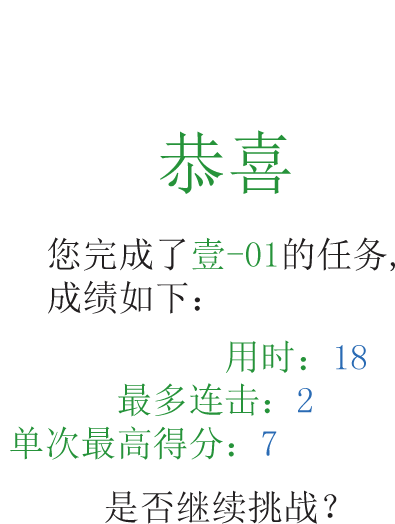 恭喜
您完成了壹-01的任务,
成绩如下：
用时：18
最多连击：2
单次最高得分：7
是否继续挑战？